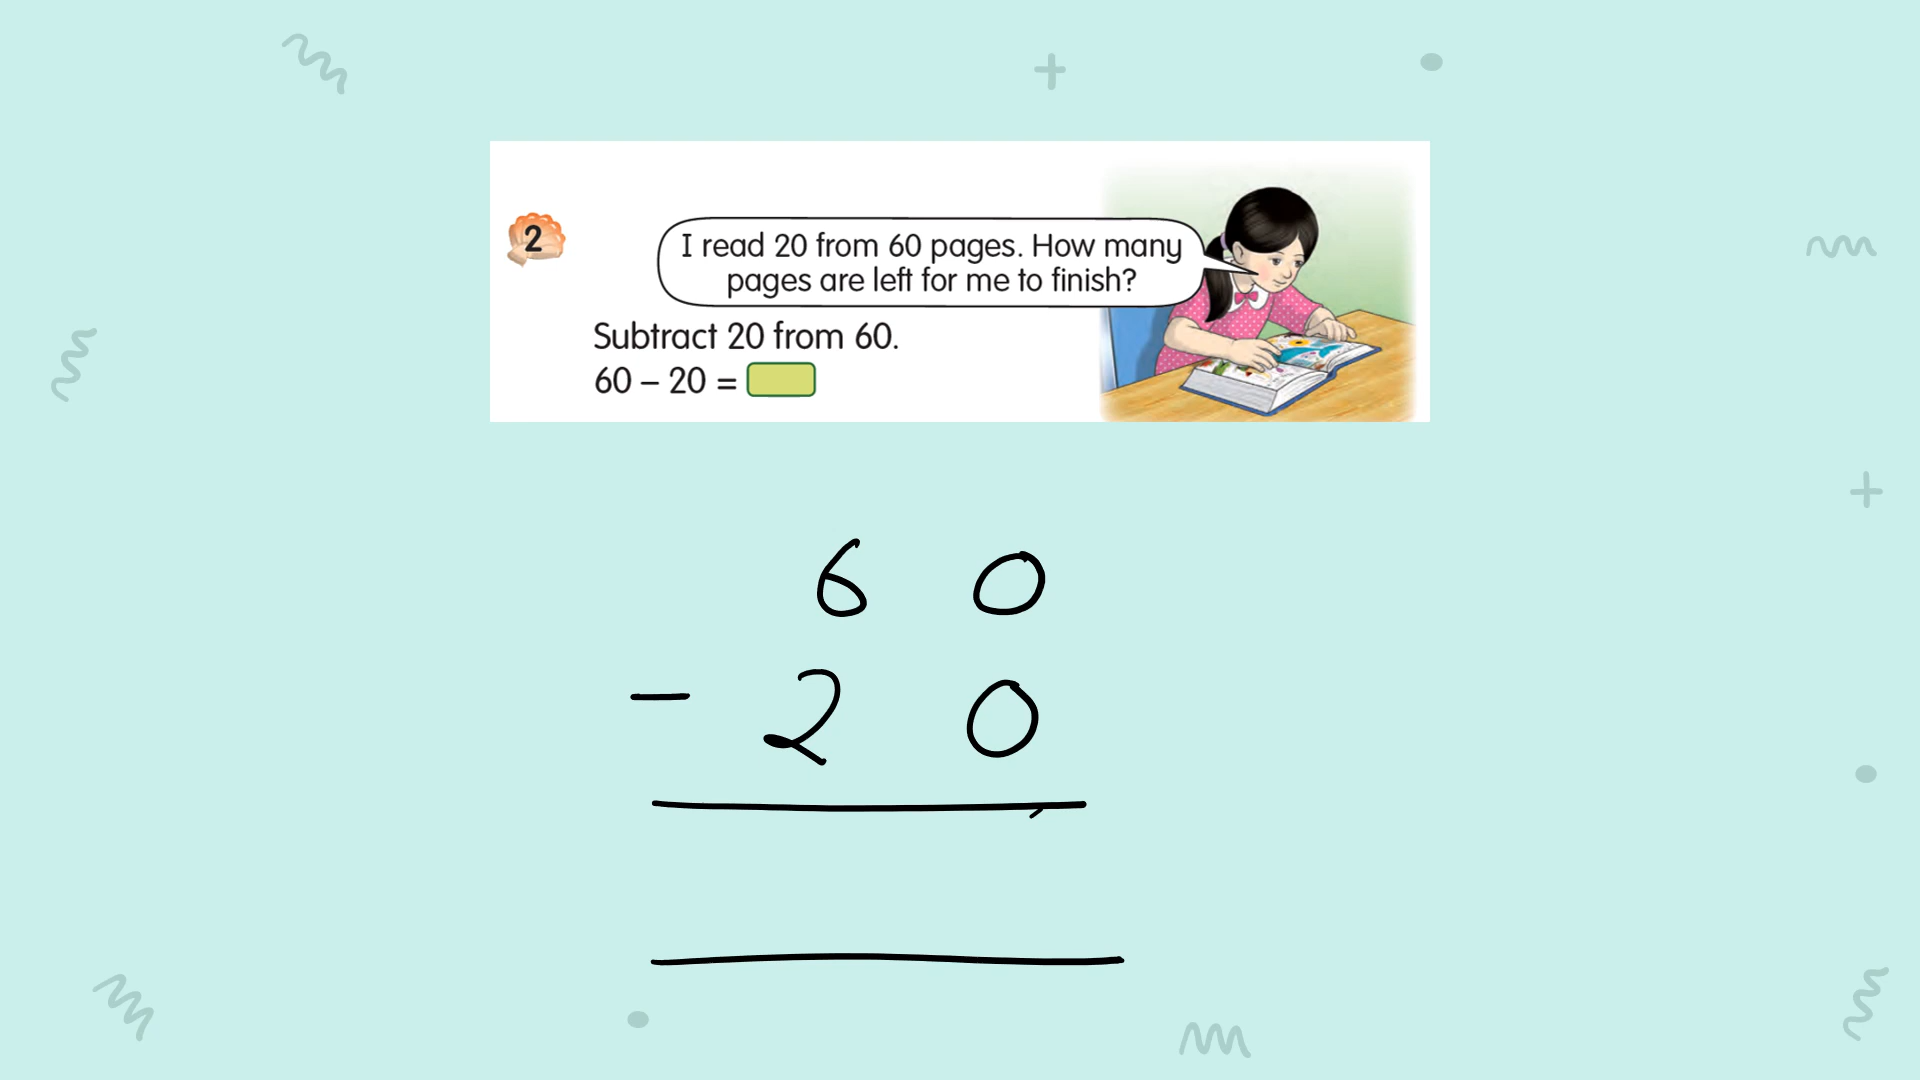 2
I read 20 from 60 pages. How many
pages are left for me to finish?
Subtract 20 from 60.
60 – 20 =
6 0
– 2 0